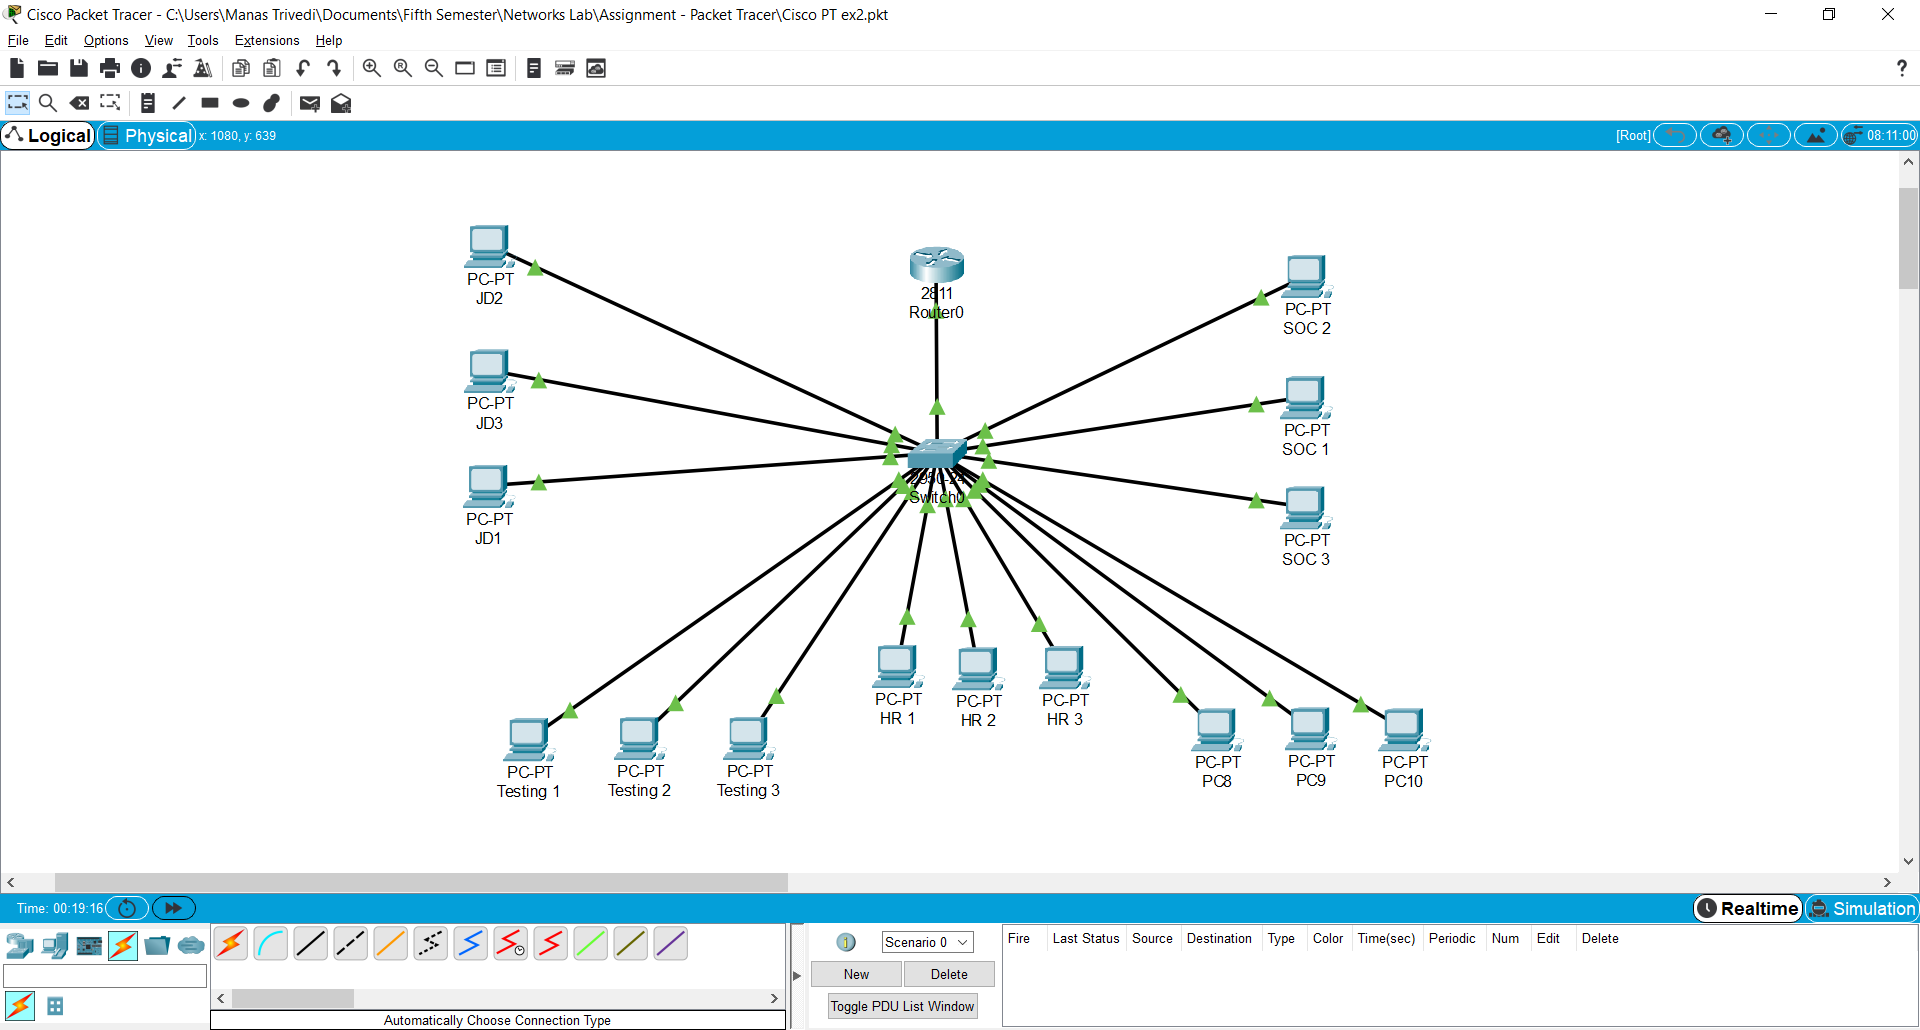 Cisco Packet Tracer - C:\Users\Manas Trivedi\Documents\Fifth Semester\Networks Lab\Assignment - Packet Tracer\Cisco PT ex2.pkt
File Edit Options View Tools Extensions Help
Logical Physical x: 1080, y: 639 [Root] 08:11:00
PC-PT
JD2
2811
Router0
PC-PT
SOC 2
PC-PT
JD3
PC-PT
SOC 1
PC-PT
JD1
2950-24
Switch0
PC-PT
SOC 3
PC-PT
HR 1
PC-PT
HR 2
PC-PT
HR 3
PC-PT
Testing 1
PC-PT
Testing 2
PC-PT
Testing 3
PC-PT
PC8
PC-PT
PC9
PC-PT
PC10
Time: 00:19:16 Realtime Simulation
Scenario 0
New Delete
Toggle PDU List Window
Fire Last Status Source Destination Type Color Time(sec) Periodic Num Edit Delete
Automatically Choose Connection Type